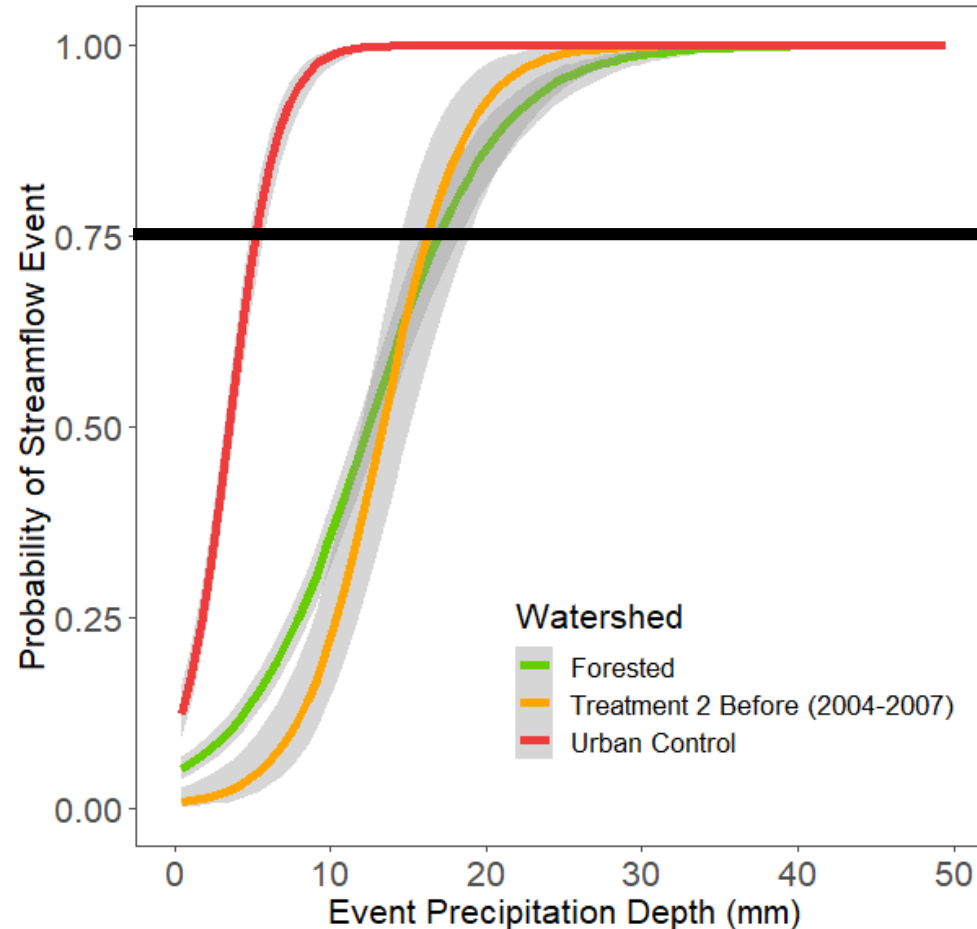 Probability of Streamflow Event
1.00
0.75
0.50
0.25
0.00
Watershed
Forested
Treatment 2 Before (2004-2007)
Urban Control
0 10 20 30 40 50
Event Precipitation Depth (mm)